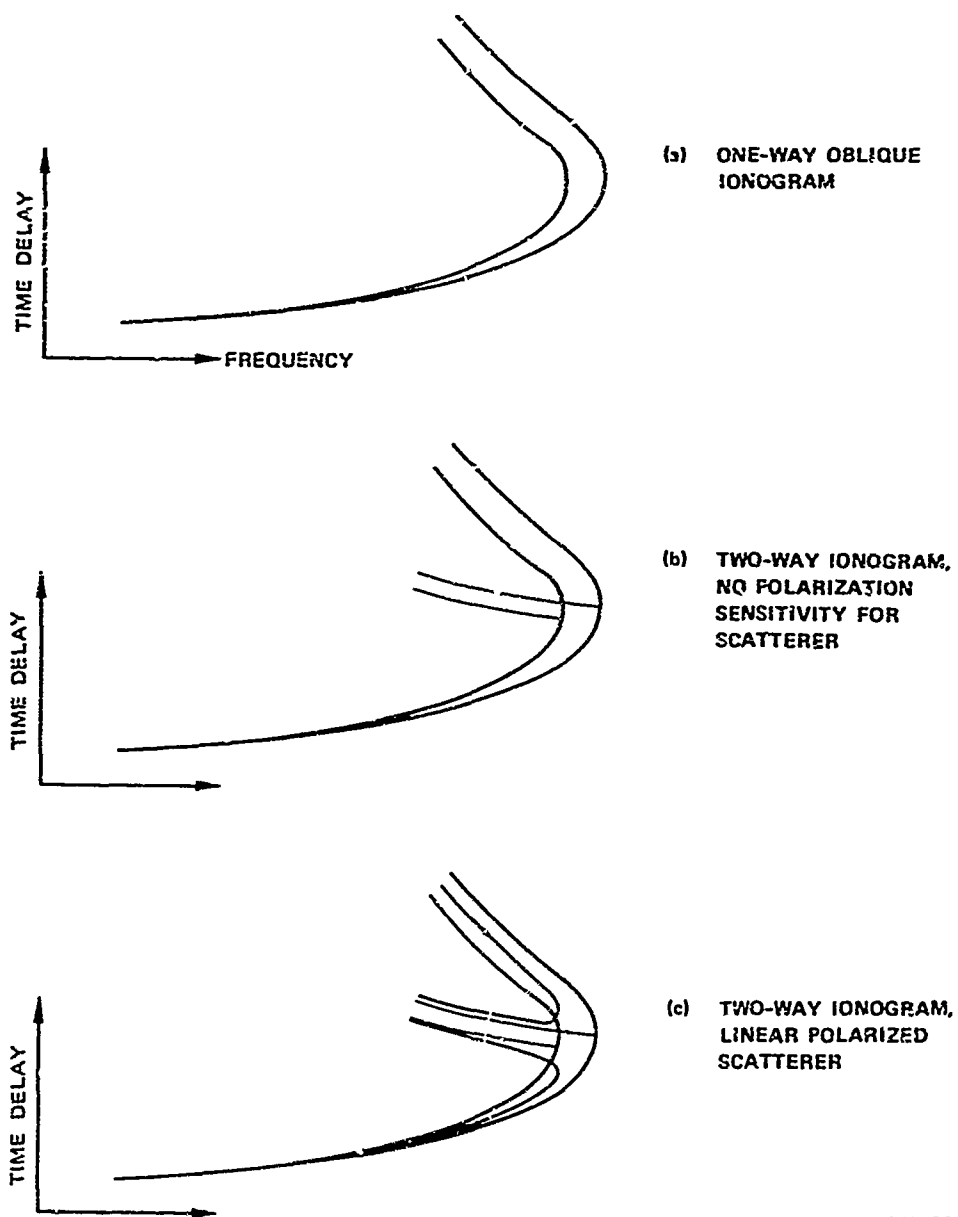 (a) ONE-WAY OBLIQUE
IONOGRAM
TIME DELAY
FREQUENCY
(b) TWO-WAY IONOGRAM,
NO POLARIZATION
SENSITIVITY FOR
SCATTERER
TIME DELAY
(c) TWO-WAY IONOGRAM,
LINEAR POLARIZED
SCATTERER
TIME DELAY